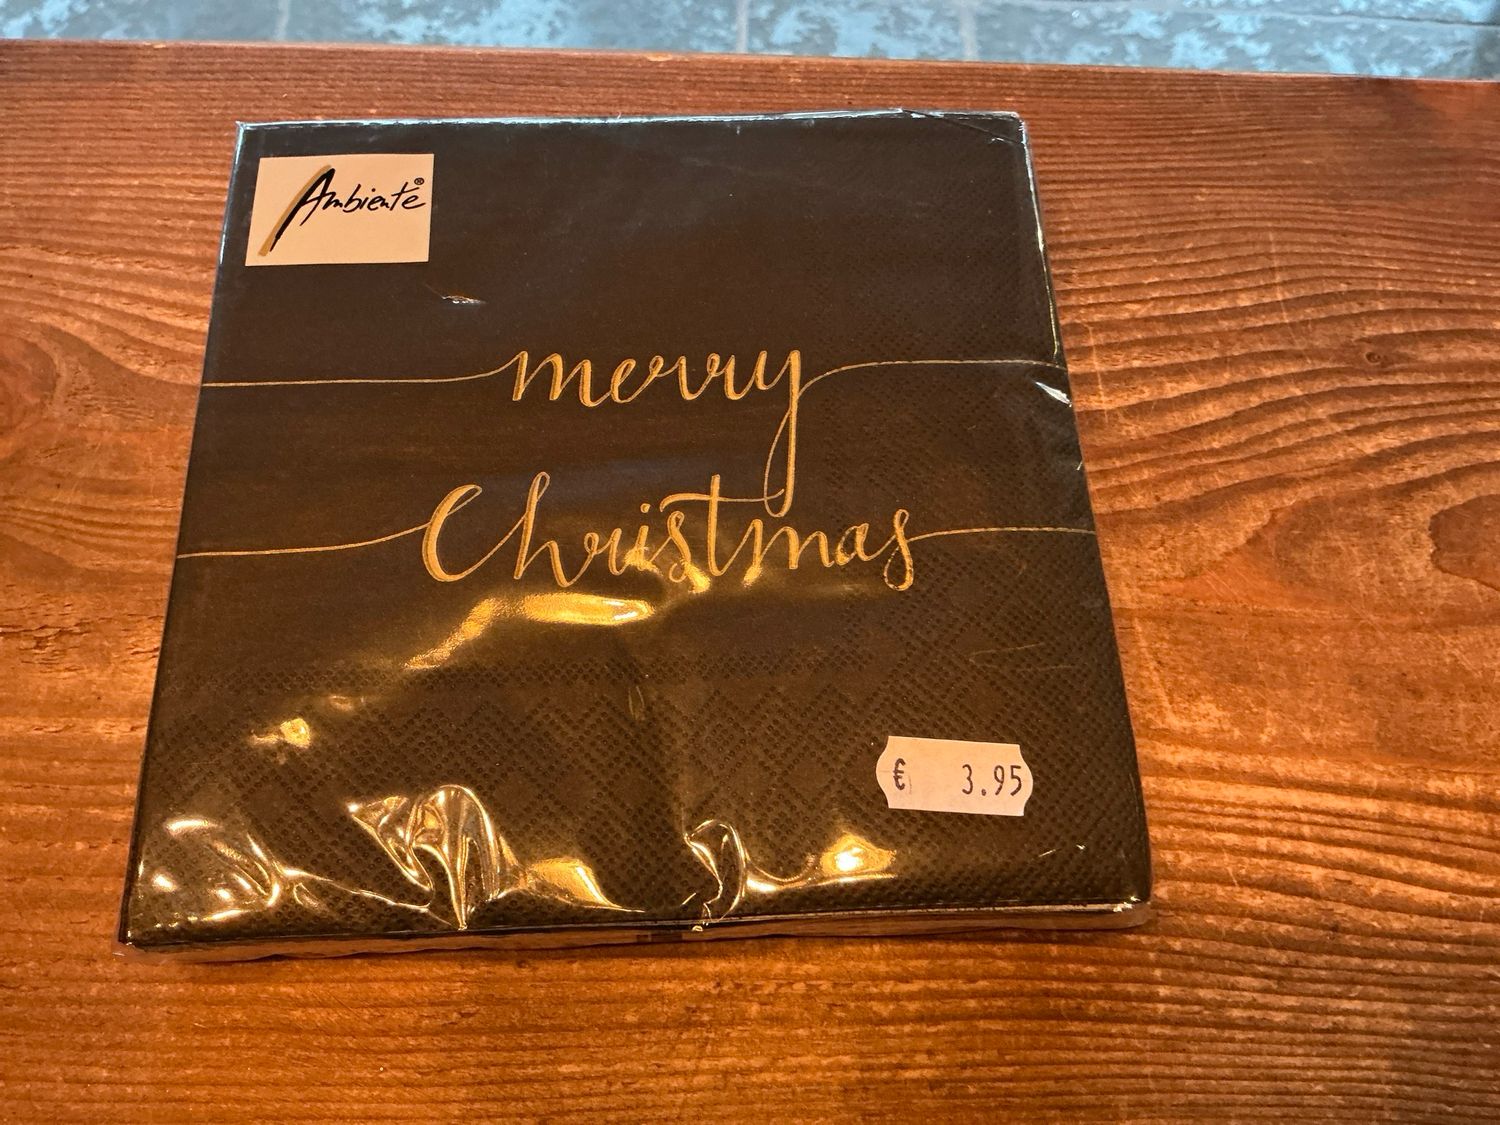 Ambiente®
merry
Christmas
€ 3.95